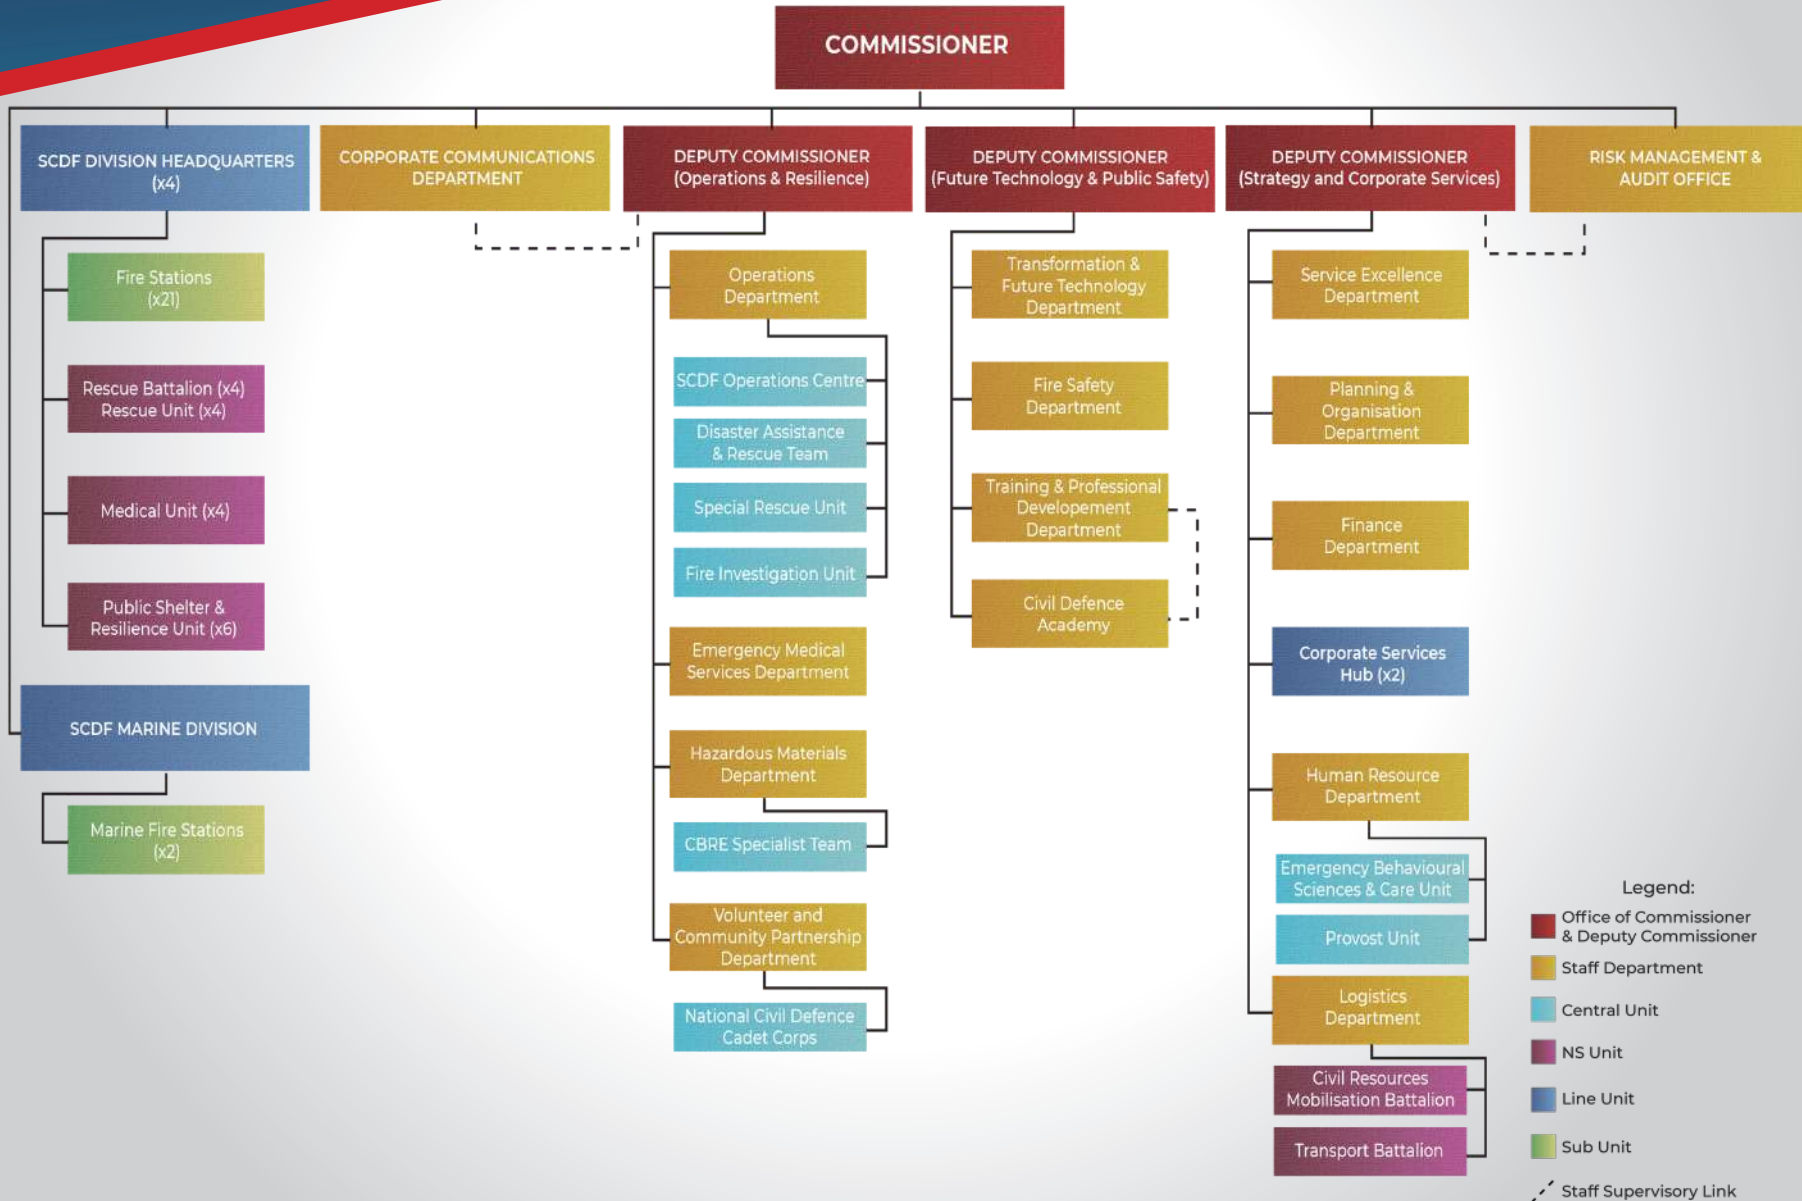 COMMISSIONER
SCDF DIVISION HEADQUARTERS
(x4)
CORPORATE COMMUNICATIONS
DEPARTMENT
DEPUTY COMMISSIONER
(Operations & Resilience)
DEPUTY COMMISSIONER
(Future Technology & Public Safety)
DEPUTY COMMISSIONER
(Strategy and Corporate Services)
RISK MANAGEMENT &
AUDIT OFFICE
Fire Stations
(x21)
Rescue Battalion (x4)
Rescue Unit (x4)
Medical Unit (x4)
Public Shelter &
Resilience Unit (x6)
SCDF MARINE DIVISION
Marine Fire Stations
(x2)
Operations
Department
SCDF Operations Centre
Disaster Assistance
& Rescue Team
Special Rescue Unit
Fire Investigation Unit
Emergency Medical
Services Department
Hazardous Materials
Department
CBRE Specialist Team
Volunteer and
Community Partnership
Department
National Civil Defence
Cadet Corps
Transformation &
Future Technology
Department
Fire Safety
Department
Training & Professional
Developement
Department
Civil Defence
Academy
Service Excellence
Department
Planning &
Organisation
Department
Finance
Department
Corporate Services
Hub (x2)
Human Resource
Department
Emergency Behavioural
Sciences & Care Unit
Provost Unit
Logistics
Department
Civil Resources
Mobilisation Battalion
Transport Battalion
Legend:
Office of Commissioner
& Deputy Commissioner
Staff Department
Central Unit
NS Unit
Line Unit
Sub Unit
Staff Supervisory Link